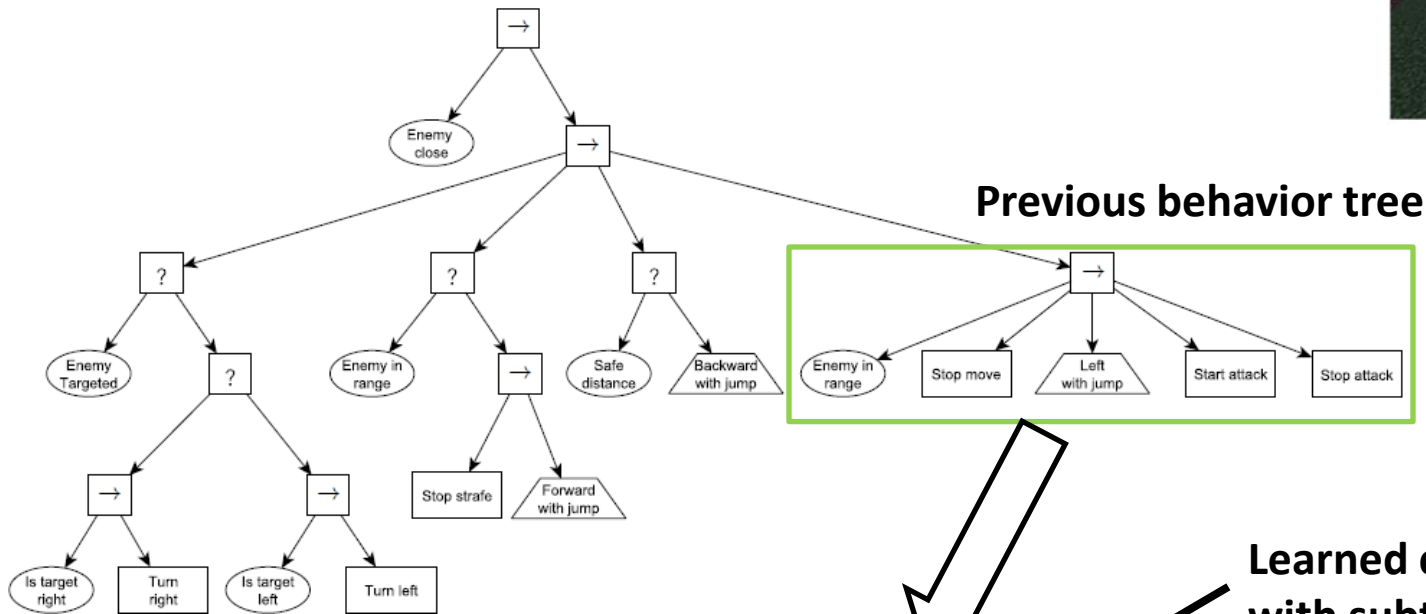 →
Enemy
close
→
Previous behavior tree
?
?
?
→
Enemy
Targeted
?
Enemy in
range
→
Safe
distance
Backward
with jump
Enemy in
range
Stop move
Left
with jump
Start attack
Stop attack
→
→
Stop strafe
Forward
with jump
Is target
right
Turn
right
Is target
left
Turn left
Learned
with